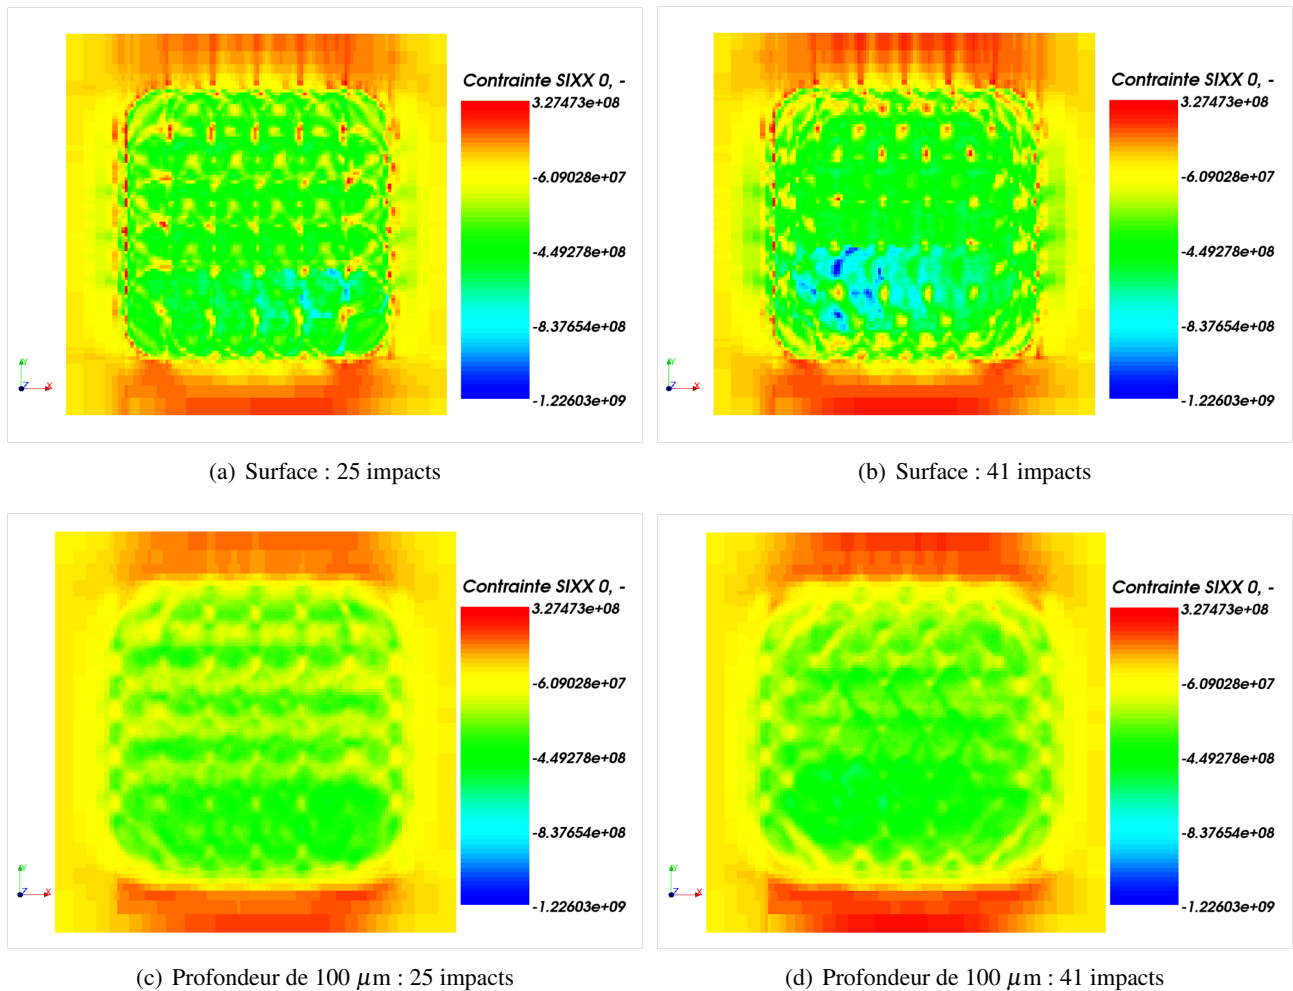 Contrainte SIXX 0, -
3.27473e+08
-6.09028e+07
-4.49278e+08
-8.37654e+08
-1.22603e+09
Y
Z
X
(a) Surface : 25 impacts
Contrainte SIXX 0, -
3.27473e+08
-6.09028e+07
-4.49278e+08
-8.37654e+08
-1.22603e+09
Y
Z
X
(b) Surface : 41 impacts
Contrainte SIXX 0, -
3.27473e+08
-6.09028e+07
-4.49278e+08
-8.37654e+08
-1.22603e+09
Y
Z
X
(c) Profondeur de 100 μm : 25 impacts
Contrainte SIXX 0, -
3.27473e+08
-6.09028e+07
-4.49278e+08
-8.37654e+08
-1.22603e+09
Y
Z
X
(d) Profondeur de 100 μm : 41 impacts